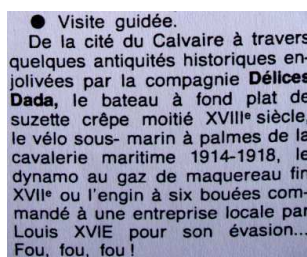 ● Visite guidée.
De la cité du Calvaire à travers
quelques antiquités historiques en-
jolivées par la compagnie Délices
Dada, le bateau à fond plat de
suzette crêpe moitié XVIIIe siècle,
le vélo sous- marin à palmes de la
cavalerie maritime 1914-1918, le
dynamo au gaz de maquereau fin
XVIIe ou l'engin à six bouées com-
mandé à une entreprise locale par
Louis XVIE pour son évasion...
Fou, fou, fou !